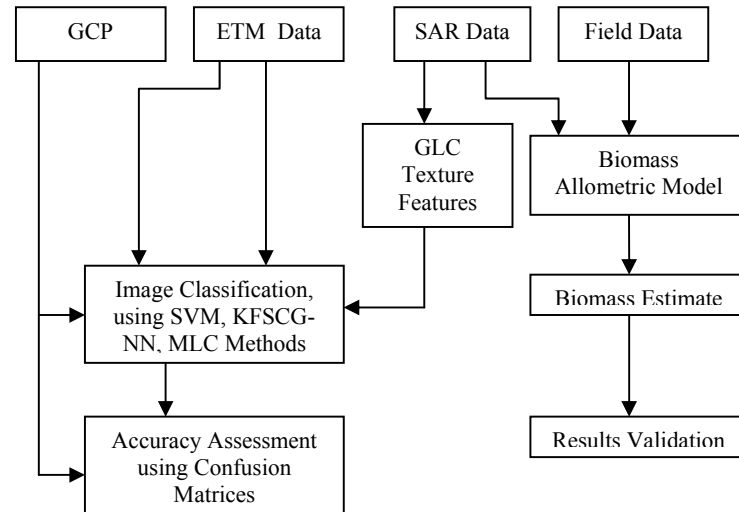 GCP
ETM Data
SAR Data
Field Data
GLC
Texture
Features
Biomass
Allometric Model
Image Classification,
using SVM, KFSCG-
NN, MLC Methods
Biomass Estimate
Accuracy Assessment
using Confusion
Matrices
Results Validation